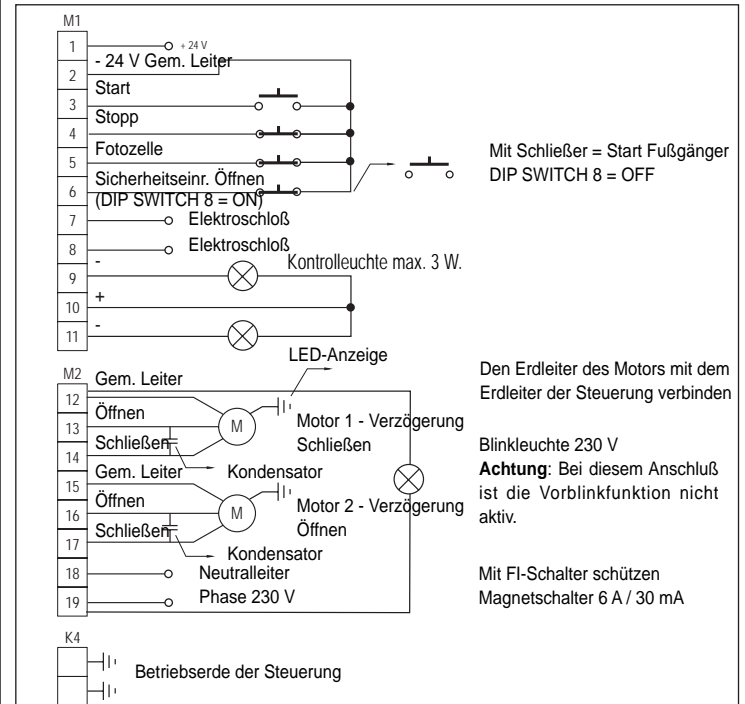 M1
1
+ 24 V
- 24 V Gem. Leiter
2
Start
3
Stopp
4
Fotozelle
5
Mit Schließer = Start Fußgänger
DIP SWITCH 8 = OFF
Sicherheitseinr. Öffnen
6
(DIP SWITCH 8 = ON)
7
Elektroschloß
8
Elektroschloß
-
9
Kontrolleuchte max. 3 W.
+
10
-
11
LED-Anzeige
M2
Gem. Leiter
Den Erdleiter des Motors mit dem
Erdleiter der Steuerung verbinden
12
Öffnen
13
M
Motor 1 - Verzögerung
Schließen
Schließen
14
Kondensator
Blinkleuchte 230 V
Achtung: Bei diesem Anschluß
ist die Vorblinkfunktion nicht
aktiv.
Gem. Leiter
15
Öffnen
16
M
Motor 2 - Verzögerung
Öffnen
Schließen
17
Kondensator
18
Neutralleiter
19
Phase 230 V
Mit FI-Schalter schützen
Magnetschalter 6 A / 30 mA
K4
Betriebserde der Steuerung